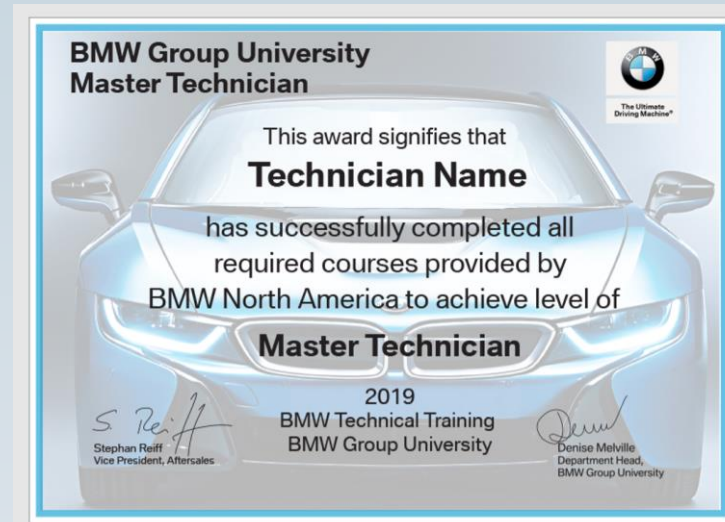 BMW Group University
Master Technician
BMW
The Ultimate
Driving Machine®
This award signifies that
Technician Name
has successfully completed all
required courses provided by
BMW North America to achieve level of
Master Technician
2019
BMW Technical Training
BMW Group University
S. Reiff
Stephan Reiff
Vice President, Aftersales
Denise Melville
Department Head,
BMW Group University